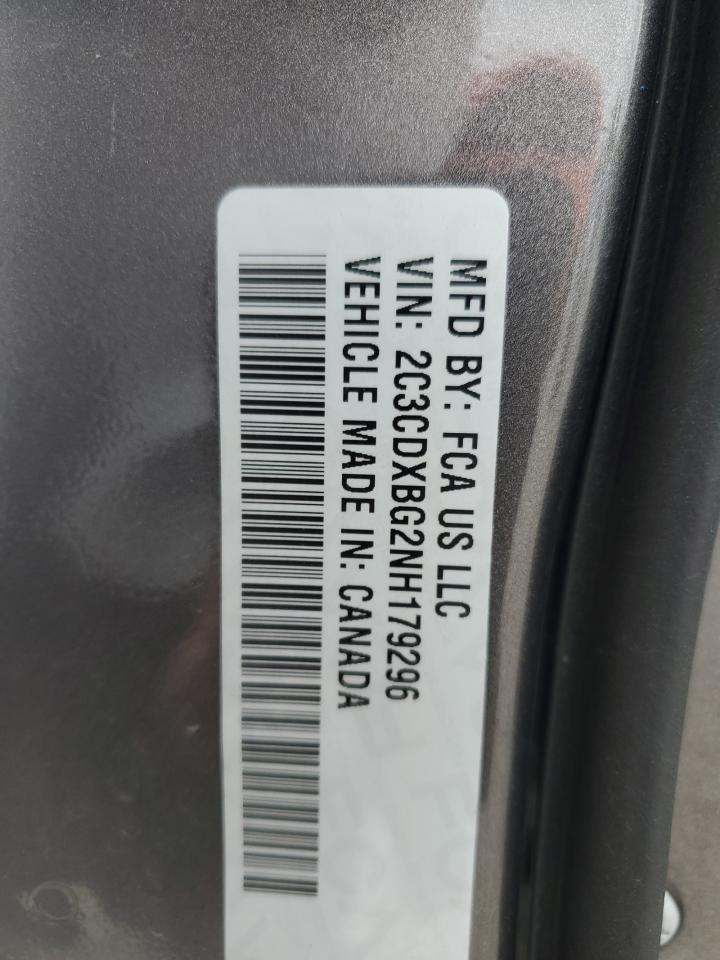 MFD BY: FCA US LLC
VIN: 2C3CDXBG2NH179296
VEHICLE MADE IN: CANADA